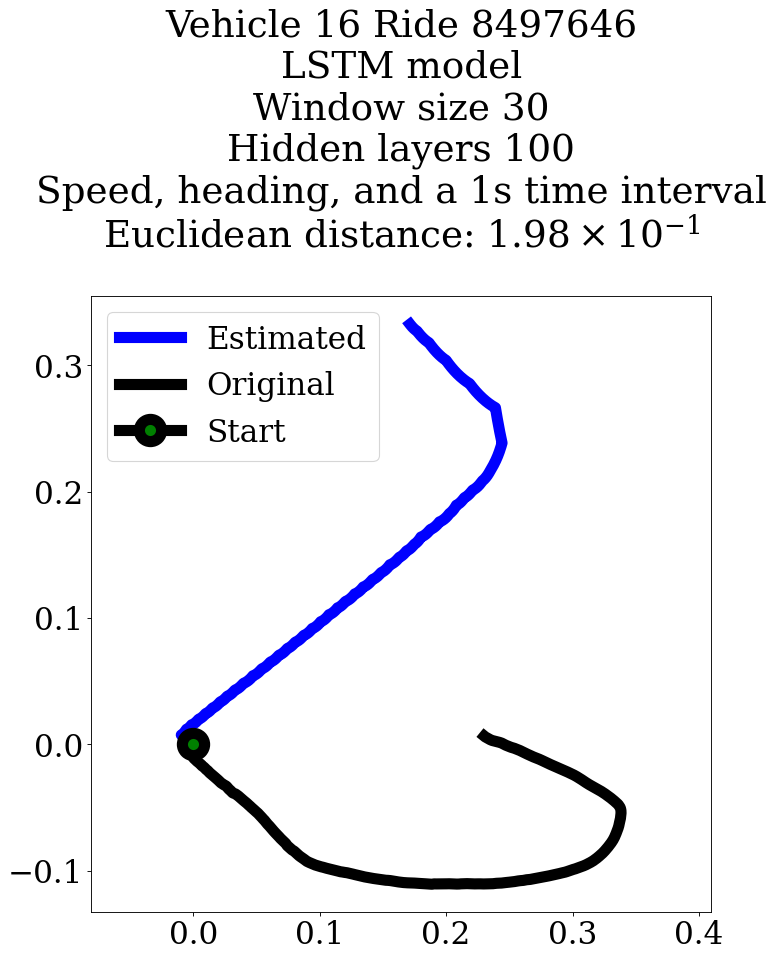 Vehicle 16 Ride 8497646
LSTM model
Window size 30
Hidden layers 100
Speed, heading, and a 1s time interval
Euclidean distance: 1.98 × 10⁻¹
Estimated
Original
Start
0.3
0.2
0.1
0.0
−0.1
0.0 0.1 0.2 0.3 0.4